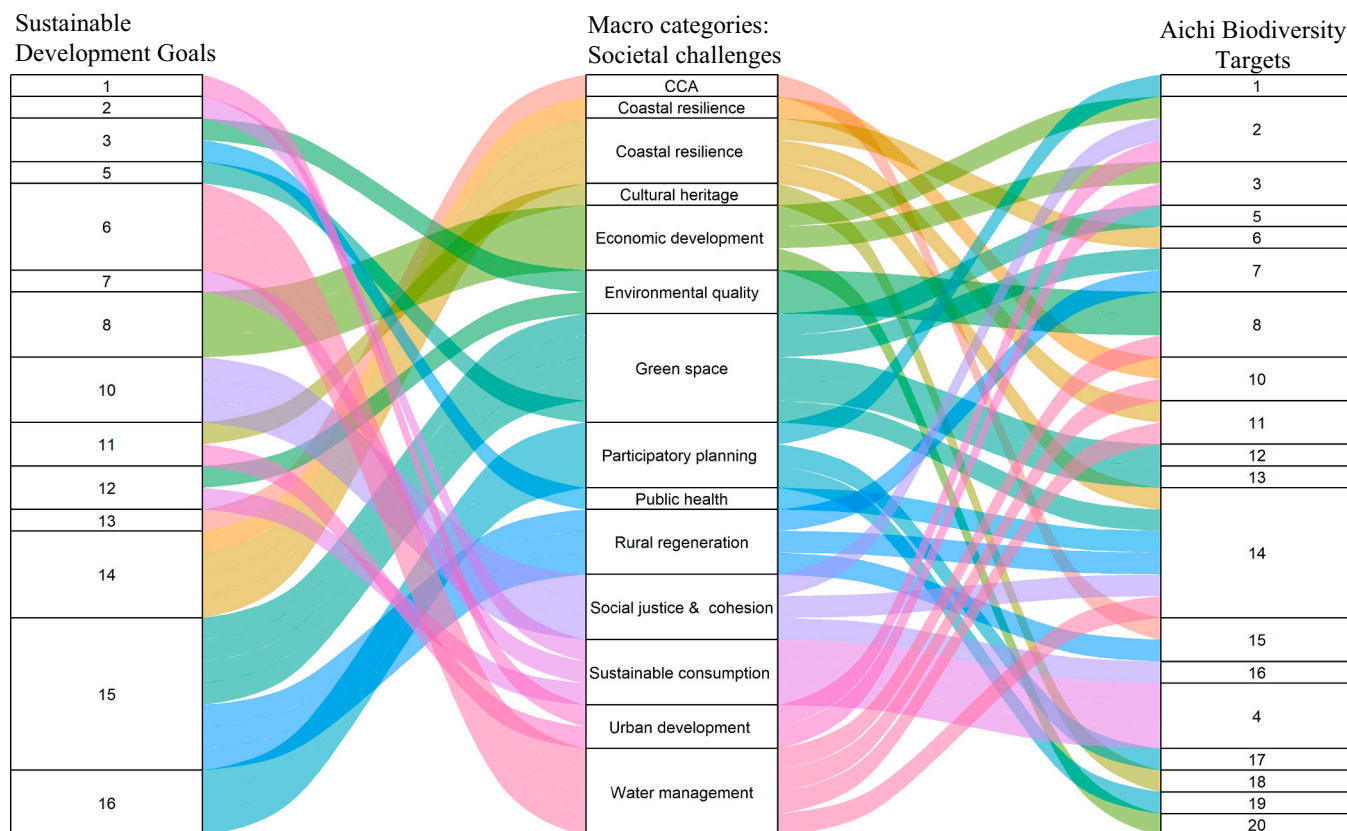 Sustainable
Development Goals
1
2
3
5
6
7
8
10
11
12
13
14
15
16
Macro categories:
Societal challenges
CCA
Coastal resilience
Coastal resilience
Cultural heritage
Economic development
Environmental quality
Green space
Participatory planning
Public health
Rural regeneration
Social justice & cohesion
Sustainable consumption
Urban development
Water management
Aichi Biodiversity
Targets
1
2
3
5
6
7
8
10
11
12
13
14
15
16
4
17
18
19
20